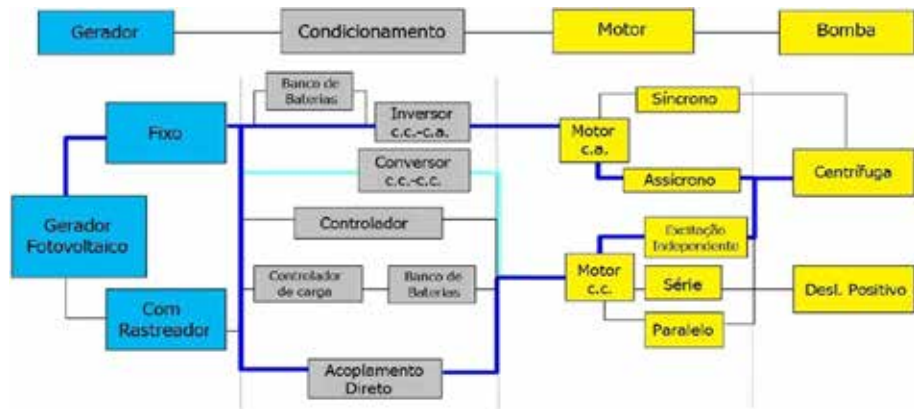 Gerador
Condicionamento
Motor
Bomba
Banco de
Baterias
Síncrono
Fixo
Inversor
c.c.-c.a.
Motor
c.a.
Conversor
c.c.-c.c.
Centrífuga
Assícrono
Gerador
Fotovoltaico
Controlador
Excitação
Independente
Controlador
de carga
Banco de
Baterias
Motor
c.c.
Série
Desl. Positivo
Com
Rastreador
Paralelo
Acoplamento
Direto